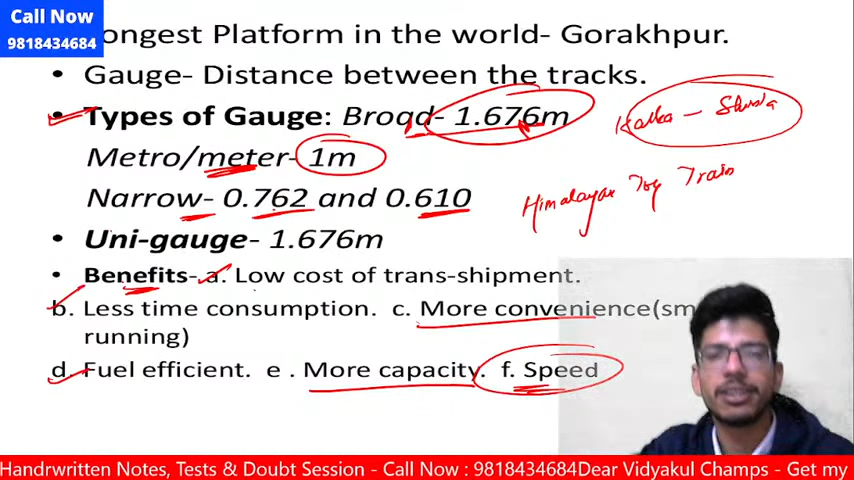 Call Now
9818434684
ongest Platform in the world- Gorakhpur.
• Gauge- Distance between the tracks.
• Types of Gauge: Broad- 1.676m
Kalka - Shimla
Metro/meter- 1m
Narrow- 0.762 and 0.610
Himalayan Toy Train
• Uni-gauge- 1.676m
• Benefits- a. Low cost of trans-shipment.
b. Less time consumption. c. More convenience(sm
running)
d. Fuel efficient. e . More capacity. f. Speed
Handrwritten Notes, Tests & Doubt Session - Call Now : 9818434684Dear Vidyakul Champs - Get my